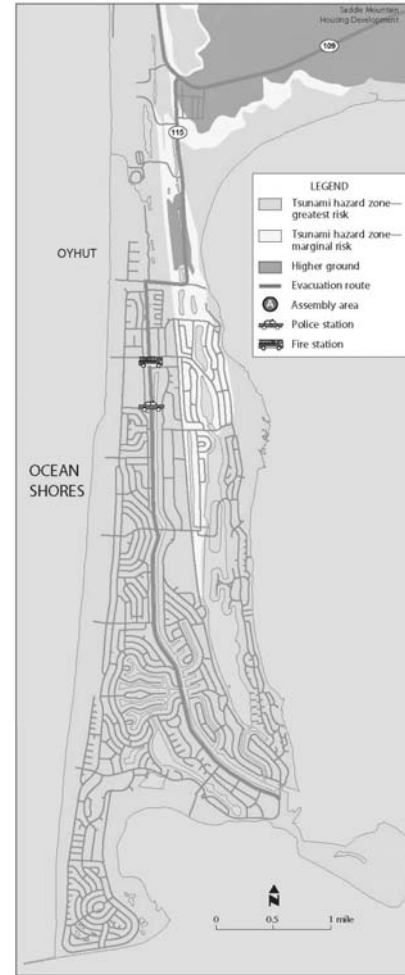 Saddle Mountain
Housing Development
109
115
LEGEND
Tsunami hazard zone—
greatest risk
Tsunami hazard zone—
marginal risk
Higher ground
Evacuation route
A Assembly area
Police station
Fire station
OYHUT
OCEAN
SHORES
N
0 0.5 1 mile